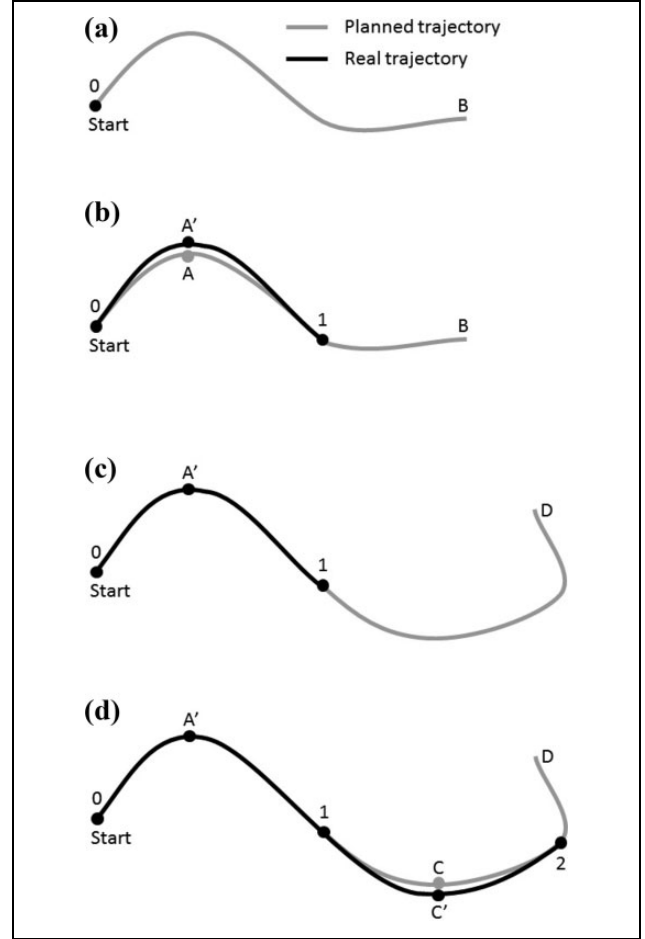 (a)
Planned trajectory
Real trajectory
0
Start
B
(b)
A’
A
0
Start
1
B
(c)
A’
0
Start
1
D
(d)
A’
0
Start
1
D
C
C’
2